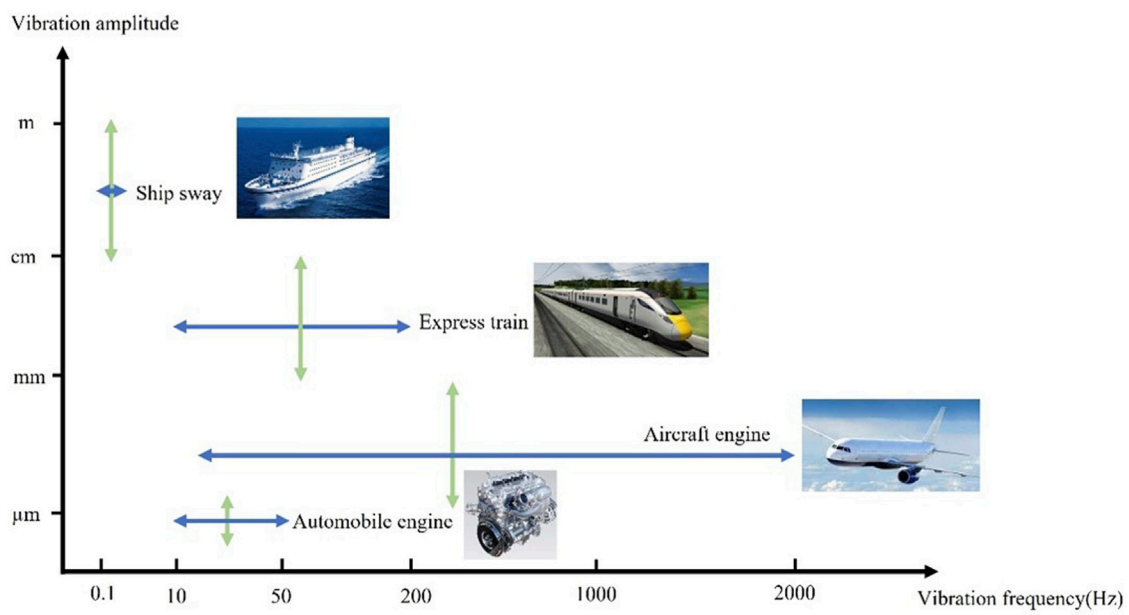 Vibration amplitude
m
Ship sway
cm
Express train
mm
Aircraft engine
µm
Automobile engine
0.1
10
50
200
1000
2000
Vibration frequency(Hz)